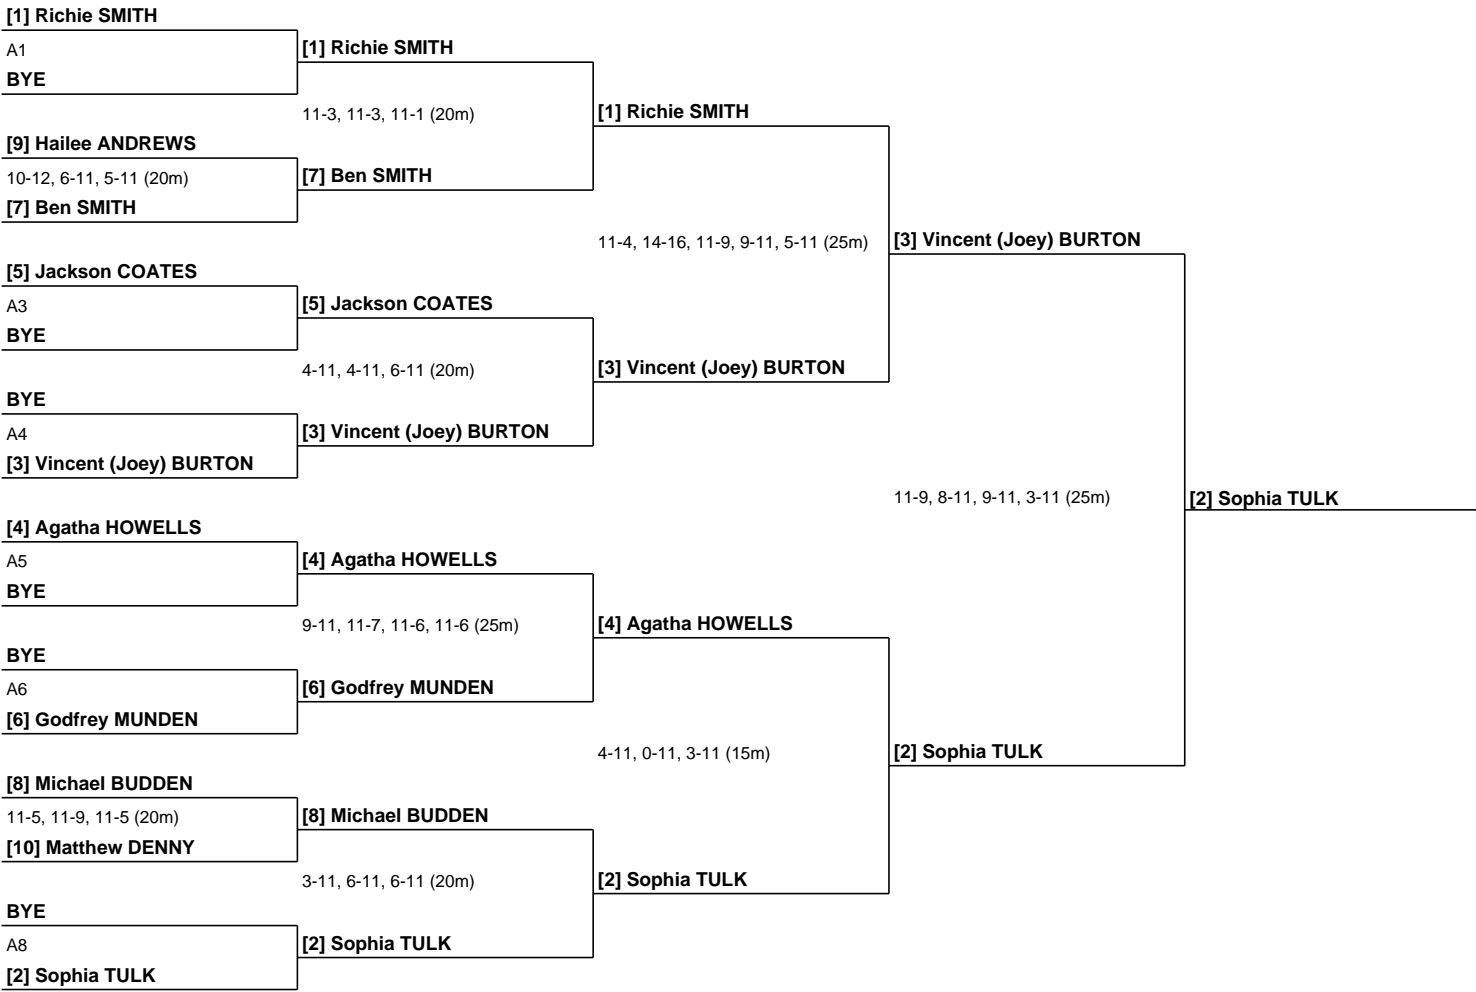 [1] Richie SMITH
A1
BYE
[9] Hailee ANDREWS
10-12, 6-11, 5-11 (20m)
[7] Ben SMITH
[5] Jackson COATES
A3
BYE
BYE
A4
[3] Vincent (Joey) BURTON
[4] Agatha HOWELLS
A5
BYE
BYE
A6
[6] Godfrey MUNDEN
[8] Michael BUDDEN
11-5, 11-9, 11-5 (20m)
[10] Matthew DENNY
BYE
A8
[2] Sophia TULK
[1] Richie SMITH
11-3, 11-3, 11-1 (20m)
[7] Ben SMITH
[5] Jackson COATES
4-11, 4-11, 6-11 (20m)
[3] Vincent (Joey) BURTON
[4] Agatha HOWELLS
9-11, 11-7, 11-6, 11-6 (25m)
[6] Godfrey MUNDEN
[8] Michael BUDDEN
3-11, 6-11, 6-11 (20m)
[2] Sophia TULK
[1] Richie SMITH
11-4, 14-16, 11-9, 9-11, 5-11 (25m)
[3] Vincent (Joey) BURTON
[4] Agatha HOWELLS
4-11, 0-11, 3-11 (15m)
[2] Sophia TULK
[3] Vincent (Joey) BURTON
11-9, 8-11, 9-11, 3-11 (25m)
[2] Sophia TULK
[2] Sophia TULK